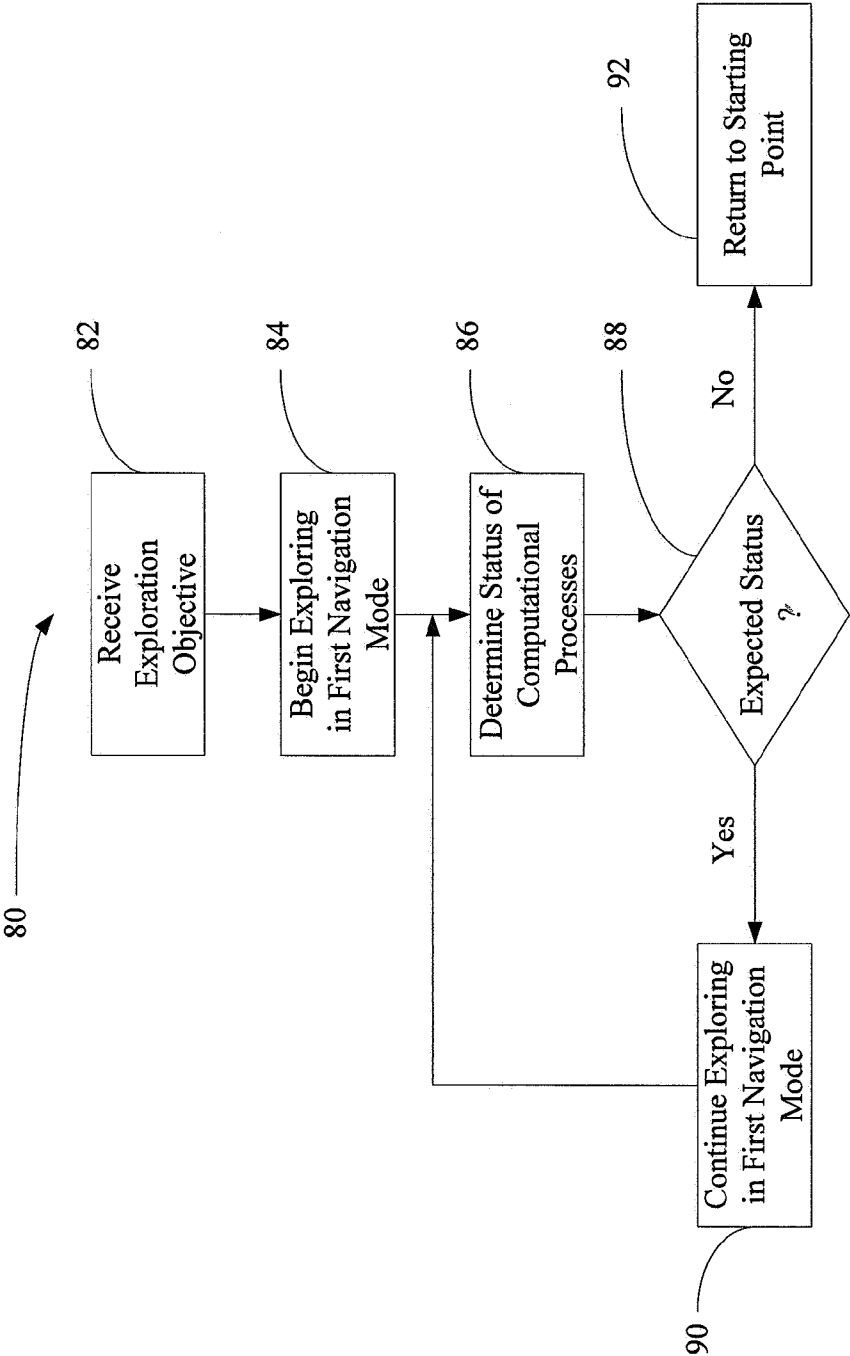 80
82
Receive
Exploration
Objective
84
Begin Exploring
in First Navigation
Mode
86
Determine Status of
Computational
Processes
88
Expected Status
?
Yes
No
90
Continue Exploring
in First Navigation
Mode
92
Return to Starting
Point